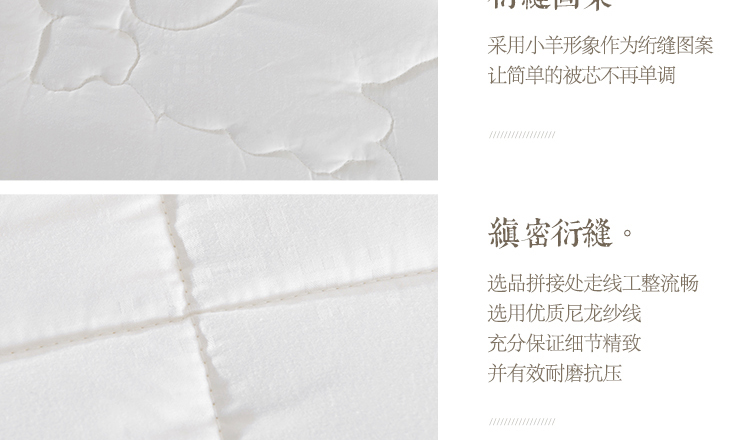 采用小羊形象作为绗缝图案
让简单的被芯不再单调
缜密衍缝。
选品拼接处走线工整流畅
选用优质尼龙纱线
充分保证细节精致
并有效耐磨抗压